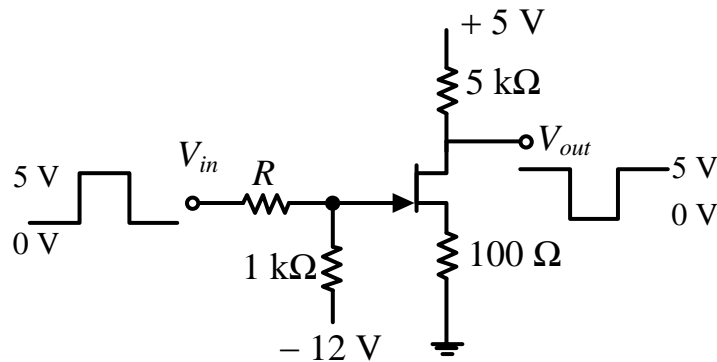 + 5 V
5 kΩ
V_in
V_out
5 V
R
5 V
0 V
0 V
1 kΩ
100 Ω
− 12 V